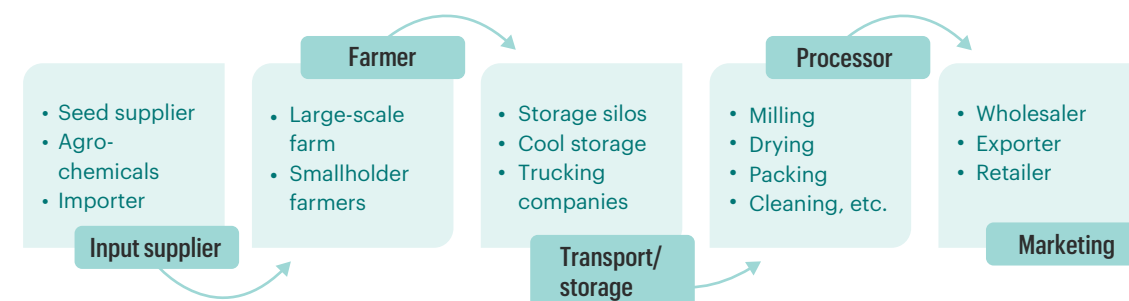 Farmer
Processor
• Seed supplier
• Agro-
chemicals
• Importer
• Large-scale
farm
• Smallholder
farmers
• Storage silos
• Cool storage
• Trucking
companies
• Milling
• Drying
• Packing
• Cleaning, etc.
• Wholesaler
• Exporter
• Retailer
Input supplier
Transport/
storage
Marketing